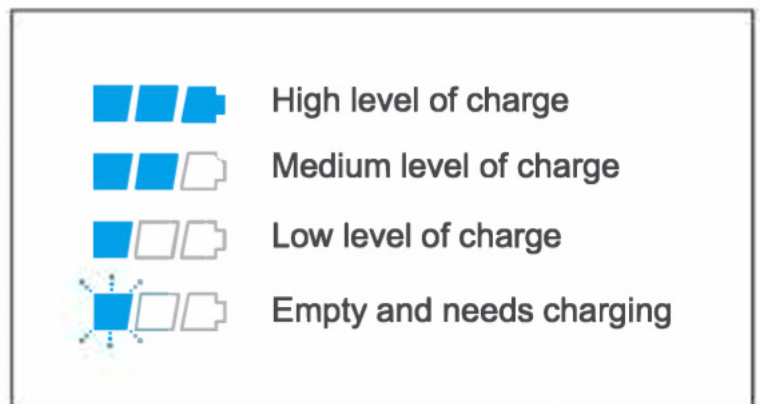 High level of charge
Medium level of charge
Low level of charge
Empty and needs charging